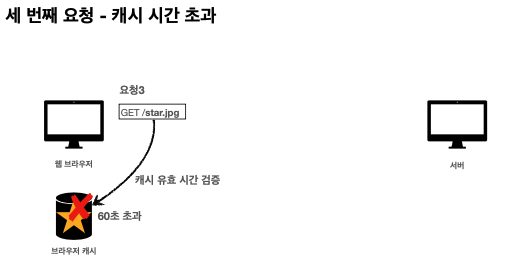 세 번째 요청 - 캐시 시간 초과
요청3
GET /star.jpg
웹 브라우저
서버
캐시 유효 시간 검증
60초 초과
브라우저 캐시